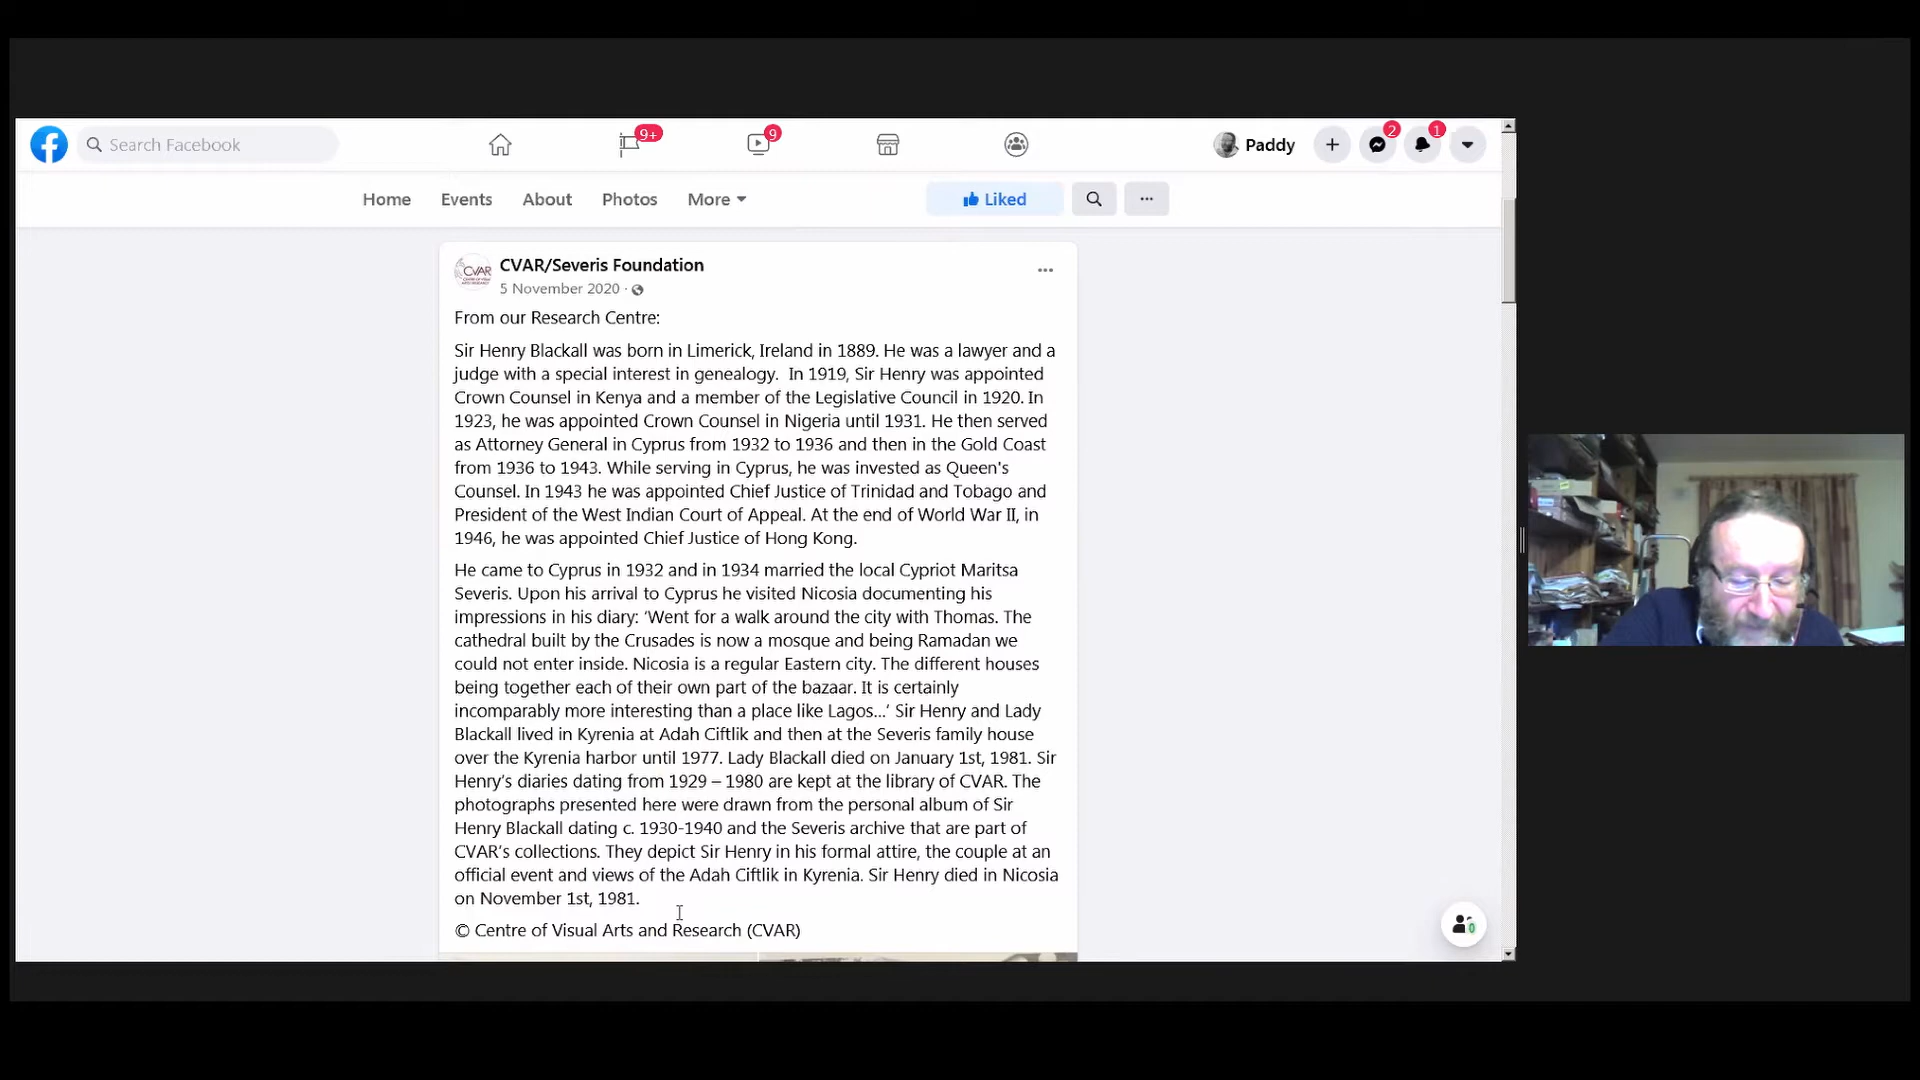 9+
9
2
1
Search Facebook
Paddy
Home
Events
About
Photos
More
Liked
CVAR
CVAR/Severis Foundation
5 November 2020 ·
From our Research Centre:
Sir Henry Blackall was born in Limerick, Ireland in 1889. He was a lawyer and a
judge with a special interest in genealogy.  In 1919, Sir Henry was appointed
Crown Counsel in Kenya and a member of the Legislative Council in 1920. In
1923, he was appointed Crown Counsel in Nigeria until 1931. He then served
as Attorney General in Cyprus from 1932 to 1936 and then in the Gold Coast
from 1936 to 1943. While serving in Cyprus, he was invested as Queen's
Counsel. In 1943 he was appointed Chief Justice of Trinidad and Tobago and
President of the West Indian Court of Appeal. At the end of World War II, in
1946, he was appointed Chief Justice of Hong Kong.
He came to Cyprus in 1932 and in 1934 married the local Cypriot Maritsa
Severis. Upon his arrival to Cyprus he visited Nicosia documenting his
impressions in his diary: ‘Went for a walk around the city with Thomas. The
cathedral built by the Crusades is now a mosque and being Ramadan we
could not enter inside. Nicosia is a regular Eastern city. The different houses
being together each of their own part of the bazaar. It is certainly
incomparably more interesting than a place like Lagos…’ Sir Henry and Lady
Blackall lived in Kyrenia at Adah Ciftlik and then at the Severis family house
over the Kyrenia harbor until 1977. Lady Blackall died on January 1st, 1981. Sir
Henry’s diaries dating from 1929 – 1980 are kept at the library of CVAR. The
photographs presented here were drawn from the personal album of Sir
Henry Blackall dating c. 1930-1940 and the Severis archive that are part of
CVAR’s collections. They depict Sir Henry in his formal attire, the couple at an
official event and views of the Adah Ciftlik in Kyrenia. Sir Henry died in Nicosia
on November 1st, 1981.
© Centre of Visual Arts and Research (CVAR)
0